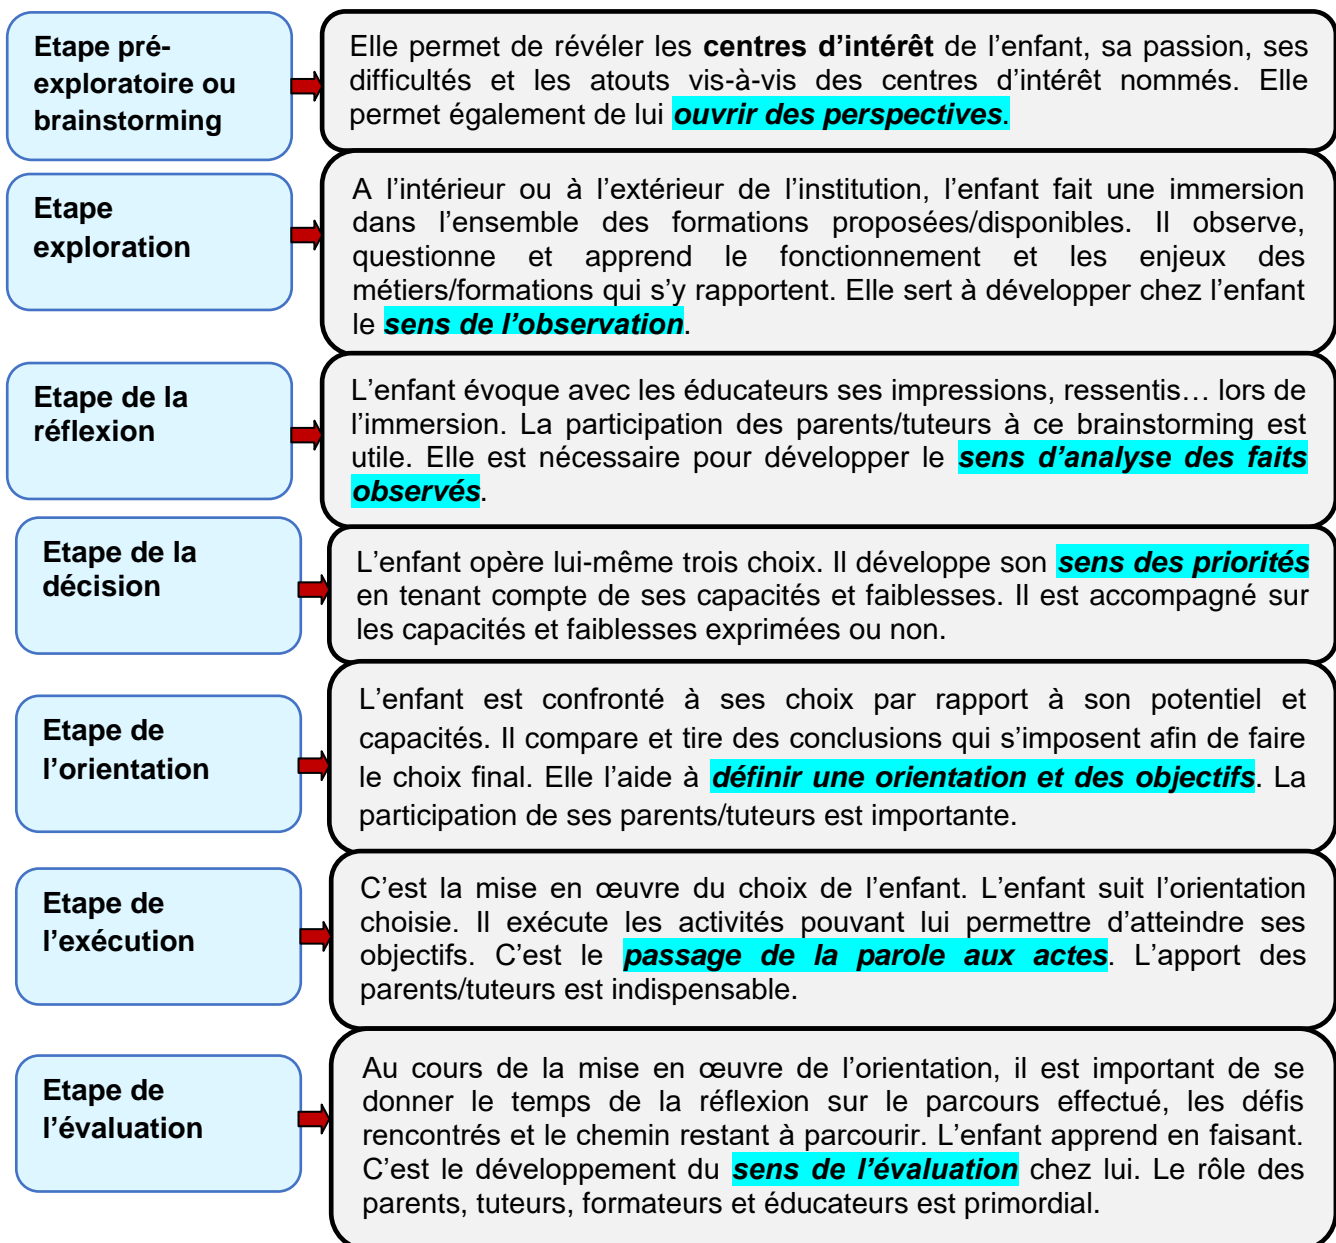 Etape pré-
exploratoire ou
brainstorming
Elle permet de révéler les centres d’intérêt de l’enfant, sa passion, ses
difficultés et les atouts vis-à-vis des centres d’intérêt nommés. Elle
permet également de lui ouvrir des perspectives.
Etape
exploration
A l’intérieur ou à l’extérieur de l’institution, l’enfant fait une immersion
dans l’ensemble des formations proposées/disponibles. Il observe,
questionne et apprend le fonctionnement et les enjeux des
métiers/formations qui s’y rapportent. Elle sert à développer chez l’enfant
le sens de l’observation.
Etape de la
réflexion
L’enfant évoque avec les éducateurs ses impressions, ressentis… lors de
l’immersion. La participation des parents/tuteurs à ce brainstorming est
utile. Elle est nécessaire pour développer le sens d’analyse des faits
observés.
Etape de la
décision
L’enfant opère lui-même trois choix. Il développe son sens des priorités
en tenant compte de ses capacités et faiblesses. Il est accompagné sur
les capacités et faiblesses exprimées ou non.
Etape de
l’orientation
L’enfant est confronté à ses choix par rapport à son potentiel et
capacités. Il compare et tire des conclusions qui s’imposent afin de faire
le choix final. Elle l’aide à définir une orientation et des objectifs. La
participation de ses parents/tuteurs est importante.
Etape de
l’exécution
C’est la mise en œuvre du choix de l’enfant. L’enfant suit l’orientation
choisie. Il exécute les activités pouvant lui permettre d’atteindre ses
objectifs. C’est le passage de la parole aux actes. L’apport des
parents/tuteurs est indispensable.
Etape de
l’évaluation
Au cours de la mise en œuvre de l’orientation, il est important de se
donner le temps de la réflexion sur le parcours effectué, les défis
rencontrés et le chemin restant à parcourir. L’enfant apprend en faisant.
C’est le développement du sens de l’évaluation chez lui. Le rôle des
parents, tuteurs, formateurs et éducateurs est primordial.